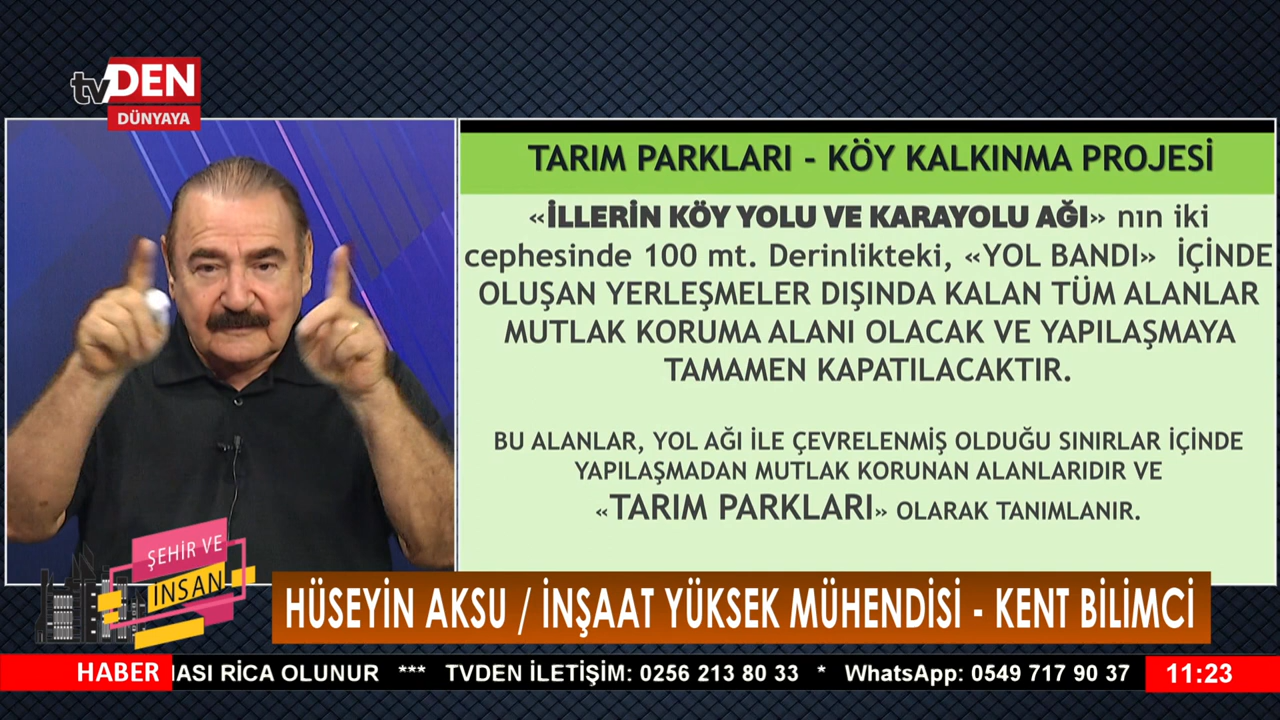 tvDEN
DÜNYAYA
TARIM PARKLARI - KÖY KALKINMA PROJESİ
«İLLERİN KÖY YOLU VE KARAYOLU AĞI» nın iki
cephesinde 100 mt. Derinlikteki, «YOL BANDI» İÇİNDE
OLUŞAN YERLEŞMELER DIŞINDA KALAN TÜM ALANLAR
MUTLAK KORUMA ALANI OLACAK VE YAPILAŞMAYA
TAMAMEN KAPATILACAKTIR.
BU ALANLAR, YOL AĞI İLE ÇEVRELENMİŞ OLDUĞU SINIRLAR İÇİNDE
YAPILAŞMADAN MUTLAK KORUNAN ALANLARIDIR VE
«TARIM PARKLARI» OLARAK TANIMLANIR.
ŞEHİR VE
İNSAN
HÜSEYİN AKSU / İNŞAAT YÜKSEK MÜHENDİSİ - KENT BİLİMCİ
HABER MASI RİCA OLUNUR *** TVDEN İLETİŞİM: 0256 213 80 33 * WhatsApp: 0549 717 90 37 11:23